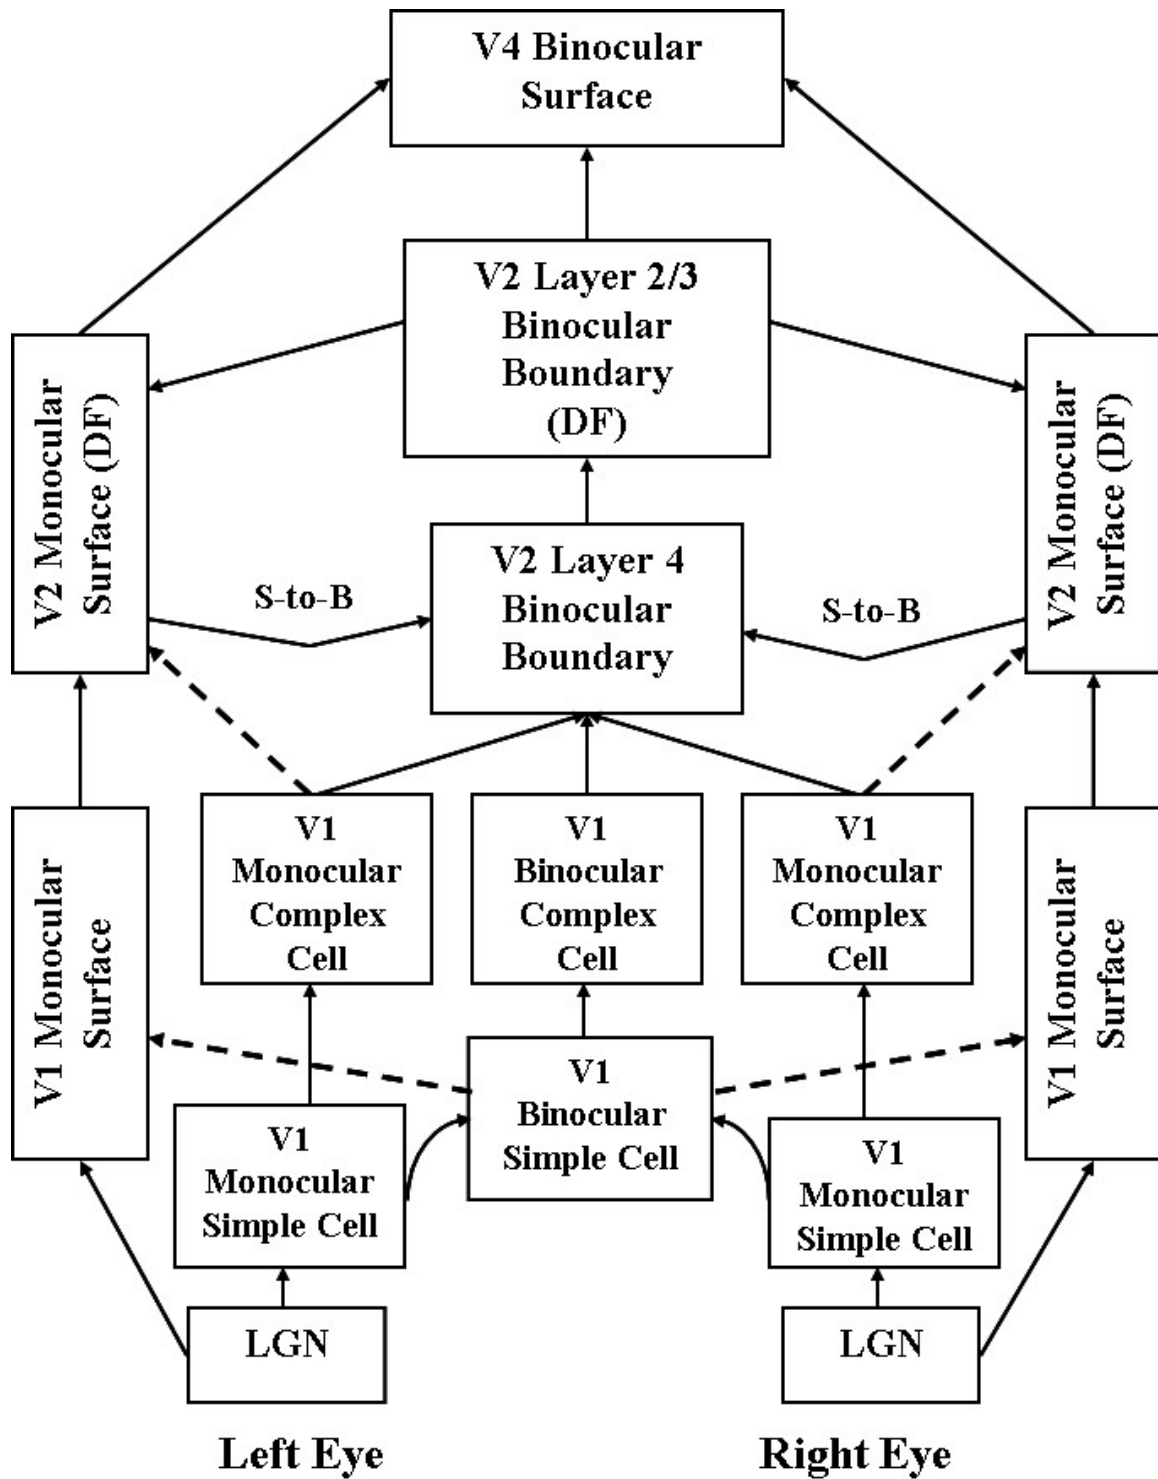 V4 Binocular
Surface
V2 Layer 2/3
Binocular
Boundary
(DF)
V2 Monocular
Surface (DF)
V2 Monocular
Surface (DF)
V2 Layer 4
Binocular
Boundary
S-to-B
S-to-B
V1 Monocular
Surface
V1
Monocular
Complex
Cell
V1
Binocular
Complex
Cell
V1
Monocular
Complex
Cell
V1 Monocular
Surface
V1
Binocular
Simple Cell
V1
Monocular
Simple Cell
V1
Monocular
Simple Cell
LGN
LGN
Left Eye
Right Eye